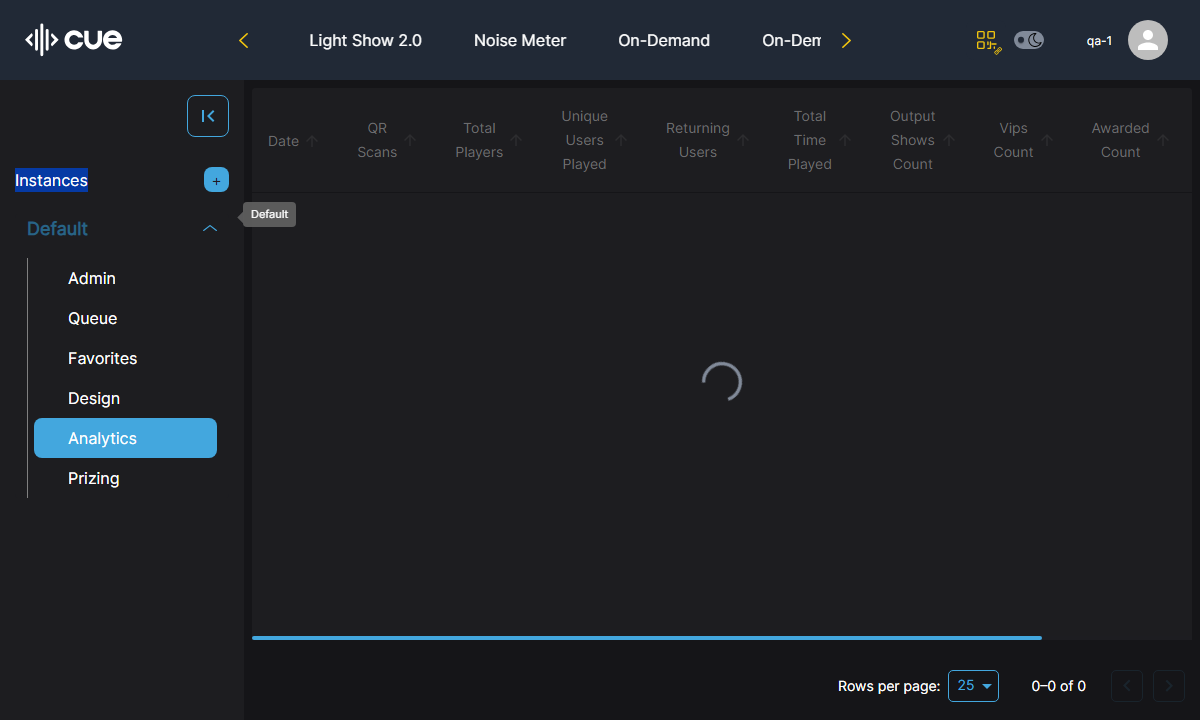 cue
Light Show 2.0
Noise Meter
On-Demand
On-Dem
qa-1
Instances
+
Default
Default
Admin
Queue
Favorites
Design
Analytics
Prizing
Date
QR
Scans
Total
Players
Unique
Users
Played
Returning
Users
Total
Time
Played
Output
Shows
Count
Vips
Count
Awarded
Count
Rows per page:
25
0–0 of 0